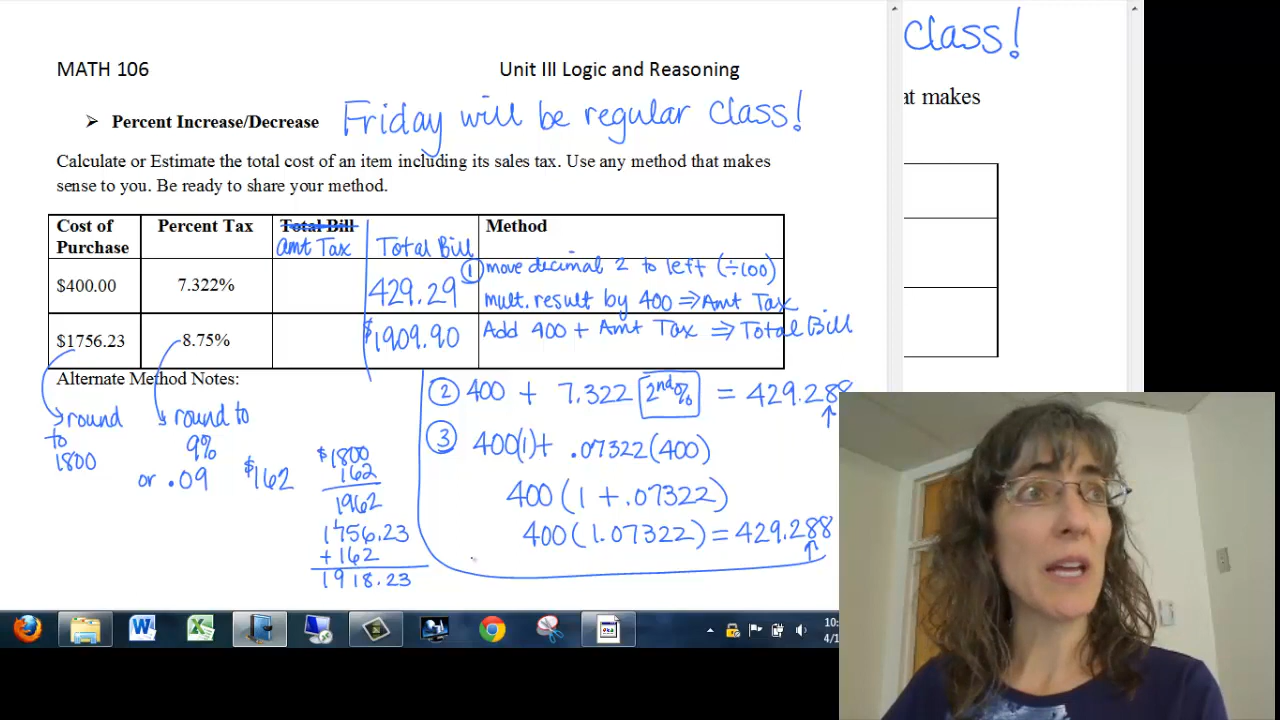 MATH 106
Unit III Logic and Reasoning
Class!
➢ Percent Increase/Decrease
Friday will be regular Class!
at makes
Calculate or Estimate the total cost of an item including its sales tax. Use any method that makes
sense to you. Be ready to share your method.
Cost of Purchase
Percent Tax
Total Bill
Amt Tax
Total Bill
Method
$400.00
7.322%
429.29
① move decimal 2 to left (÷100)
mult. result by 400 ⇒ Amt Tax
$1756.23
8.75%
$1909.90
Add 400 + Amt Tax ⇒ Total Bill
Alternate Method Notes:
round
to
1800
round to
9%
or .09
$162
$1800
162
1962
1756.23
+162
1918.23
② 400 + 7.322 2nd % = 429.288
③ 400(1)+ .07322(400)
400(1+.07322)
400(1.07322)=429.288
10:
4/1